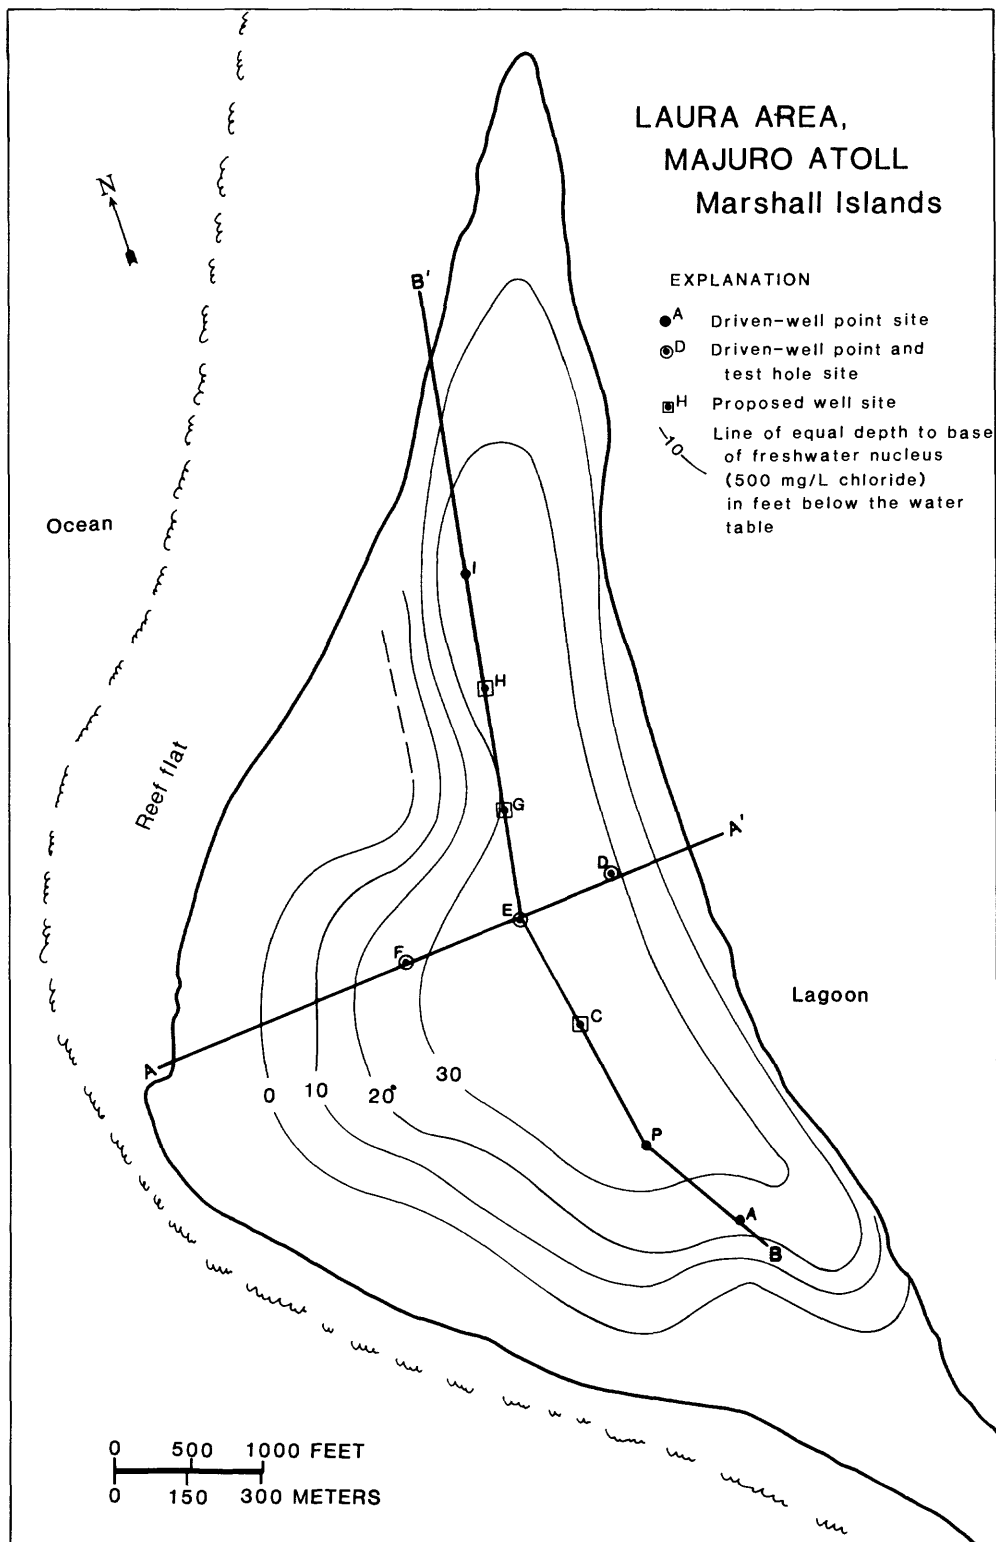 LAURA AREA,
MAJURO ATOLL
Marshall Islands
N
B'
EXPLANATION
A Driven-well point site
D Driven-well point and
test hole site
H Proposed well site
10 Line of equal depth to base
of freshwater nucleus
(500 mg/L chloride)
in feet below the water
table
Ocean
I
H
Reef flat
G
A'
D
E
F
Lagoon
C
A
30
0 10 20
P
A
B
0 500 1000 FEET
0 150 300 METERS